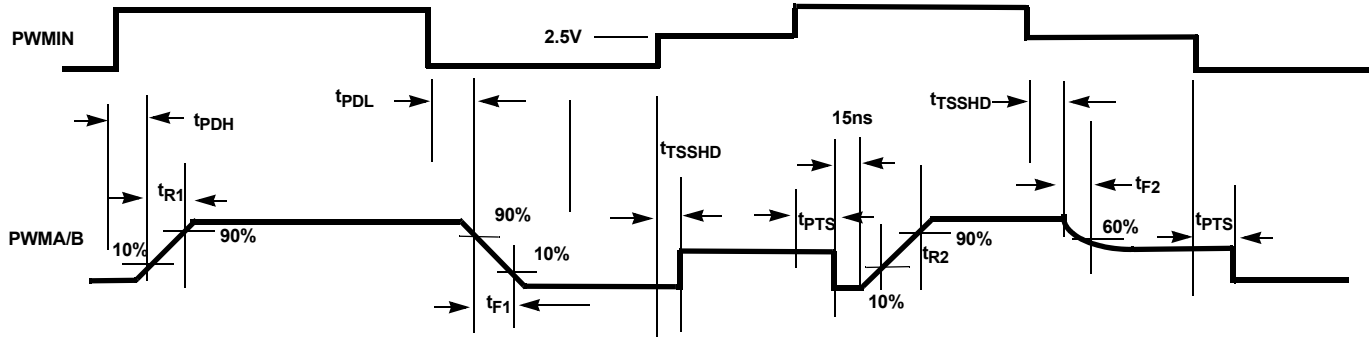 PWMIN
2.5V
tPDL
tTSSHD
tPDH
15ns
tTSSHD
tR1
90%
tF2
PWMA/B
10%
90%
10%
tPTS
90%
60%
tPTS
tR2
tF1
10%